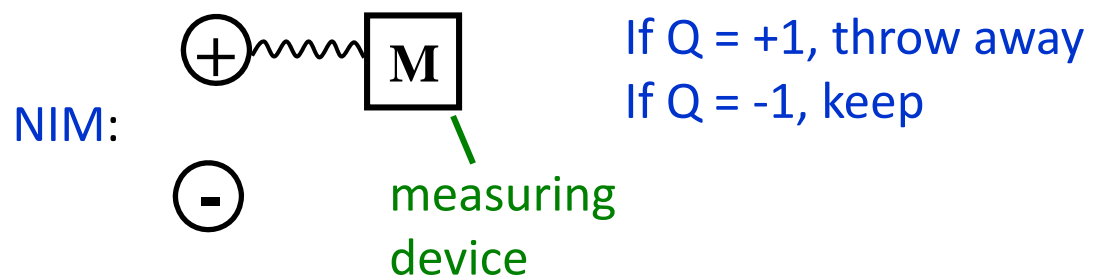 +
M
If Q = +1, throw away
If Q = -1, keep
NIM:
-
measuring
device